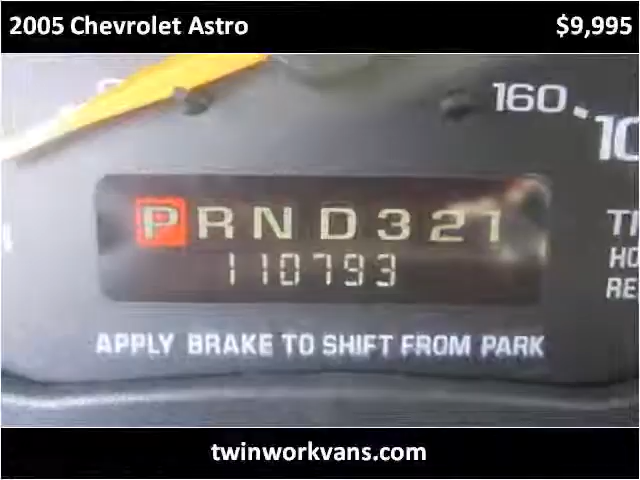 2005 Chevrolet Astro $9,995
160
PRND321
110793
APPLY BRAKE TO SHIFT FROM PARK
twinworkvans.com